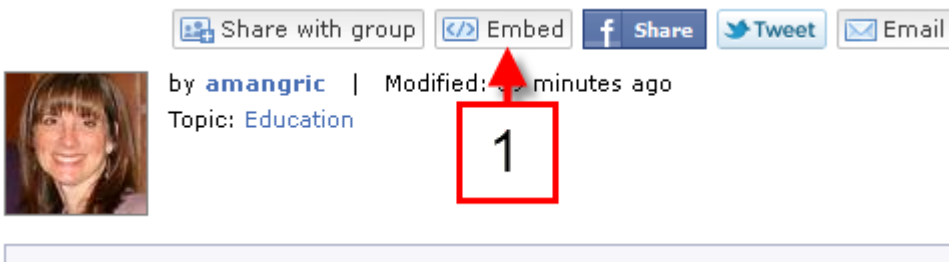 Share with group Embed f Share Tweet Email
by amangric | Modified: minutes ago
Topic: Education
1